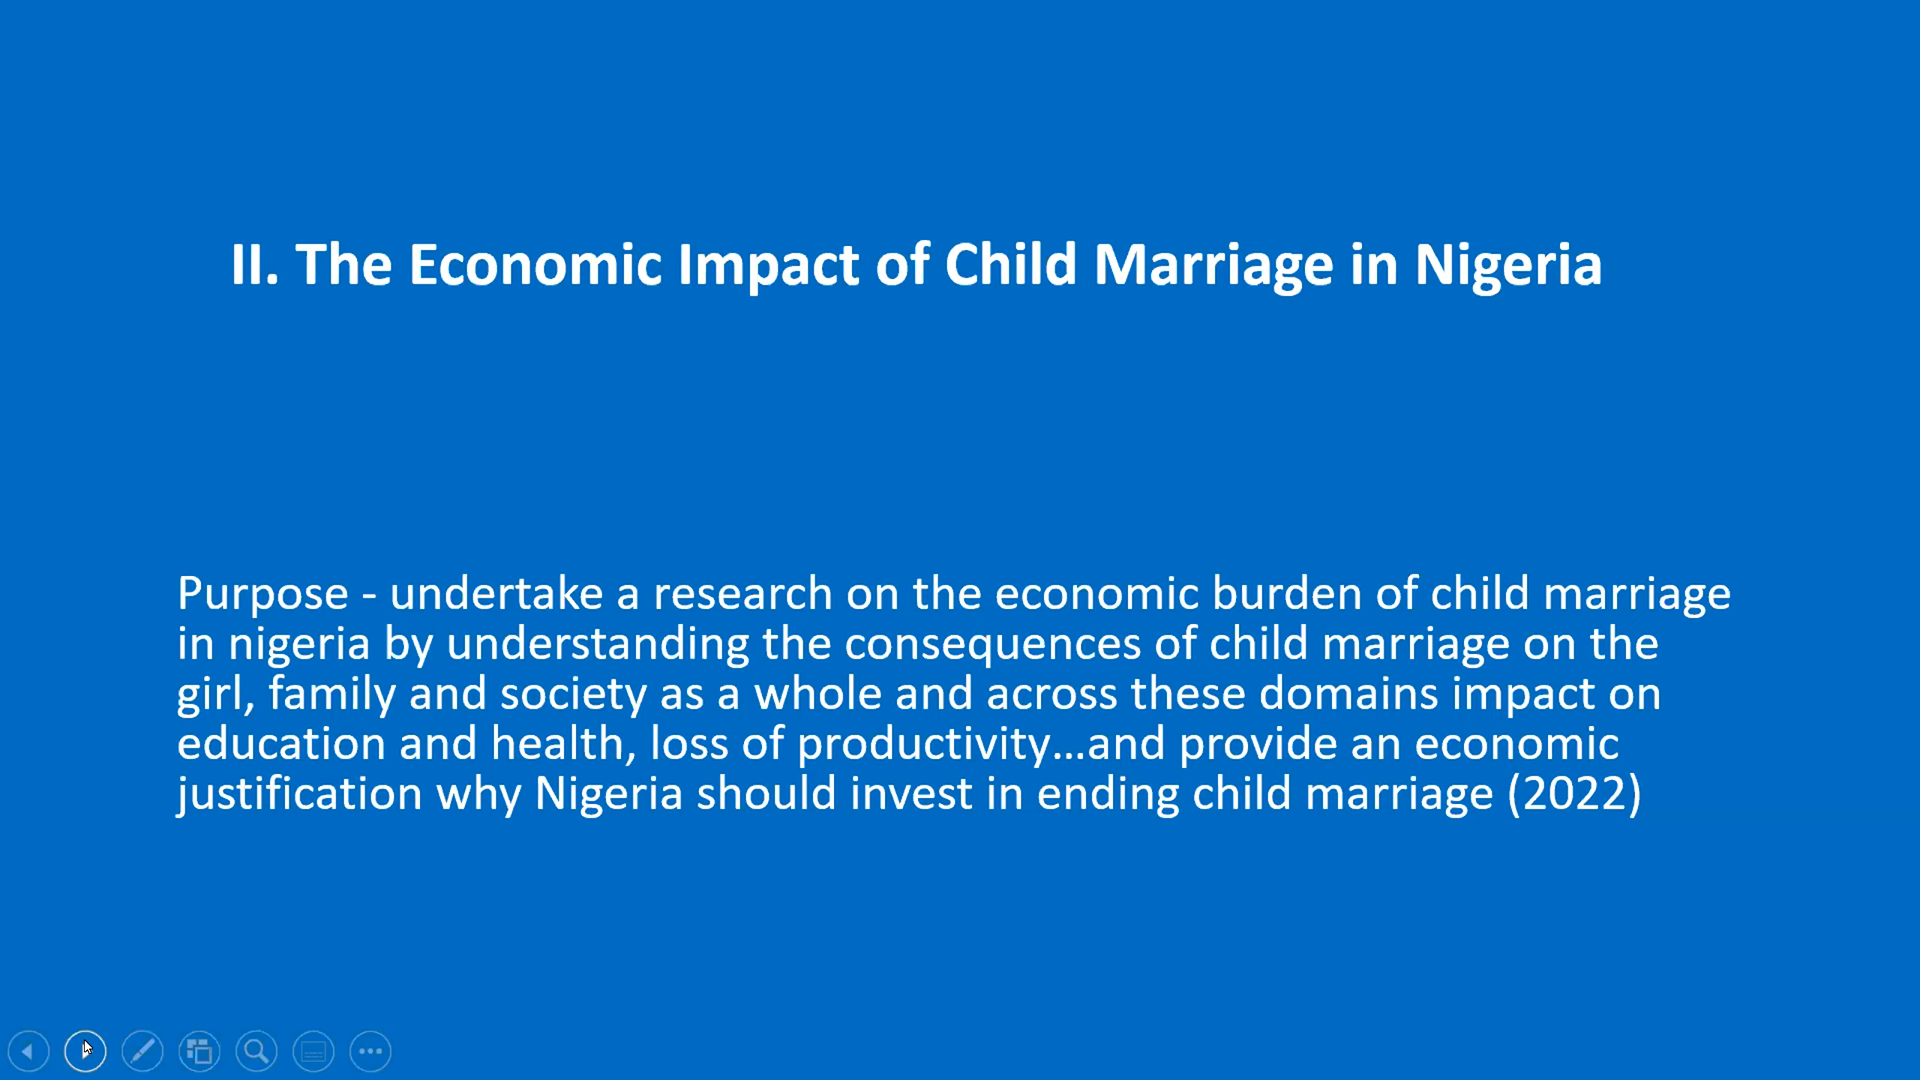 II. The Economic Impact of Child Marriage in Nigeria
Purpose - undertake a research on the economic burden of child marriage
in nigeria by understanding the consequences of child marriage on the
girl, family and society as a whole and across these domains impact on
education and health, loss of productivity…and provide an economic
justification why Nigeria should invest in ending child marriage (2022)